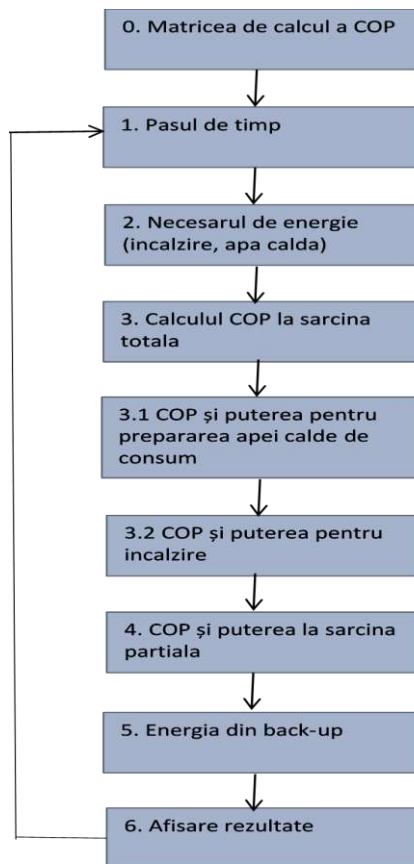 0. Matricea de calcul a COP
1. Pasul de timp
2. Necesarul de energie
(incalzire, apa calda)
3. Calculul COP la sarcina
totala
3.1 COP și puterea pentru
prepararea apei calde de
consum
3.2 COP și puterea pentru
incalzire
4. COP și puterea la sarcina
partiala
5. Energia din back-up
6. Afisare rezultate